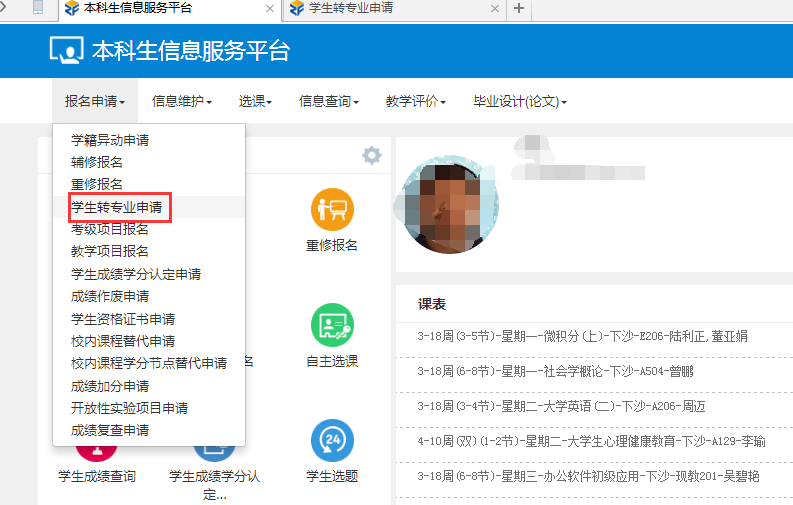 本科生信息服务平台
学生转专业申请
本科生信息服务平台
报名申请 信息维护 选课 信息查询 教学评价 毕业设计(论文)
学籍异动申请
辅修报名
重修报名
学生转专业申请
考级项目报名
教学项目报名
学生成绩学分认定申请
成绩作废申请
学生资格证书申请
校内课程替代申请
校内课程学分节点替代申请
成绩加分申请
开放性实验项目申请
成绩复查申请
重修报名
名
自主选课
学生成绩查询
学生成绩学分认定...
24
学生选题
课表
3-18周(3-5节)-星期一-微积分(上)-下沙-E206-陆利正,董亚娟
3-18周(6-8节)-星期一-社会学概论-下沙-A504-曾鹏
3-18周(3-4节)-星期二-大学英语(二)-下沙-A206-周迈
4-10周(双)(1-2节)-星期二-大学生心理健康教育-下沙-A129-李瑜
3-18周(6-8节)-星期三-办公软件初级应用-下沙-现教201-吴碧艳